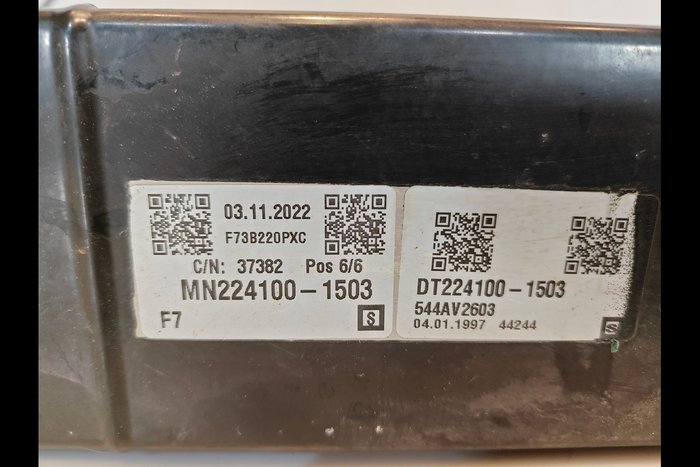 03.11.2022
F73B220PXC
C/N: 37382 Pos 6/6
MN224100-1503
F7 S
DT224100-1503
544AV2603
04.01.1997 44244
S